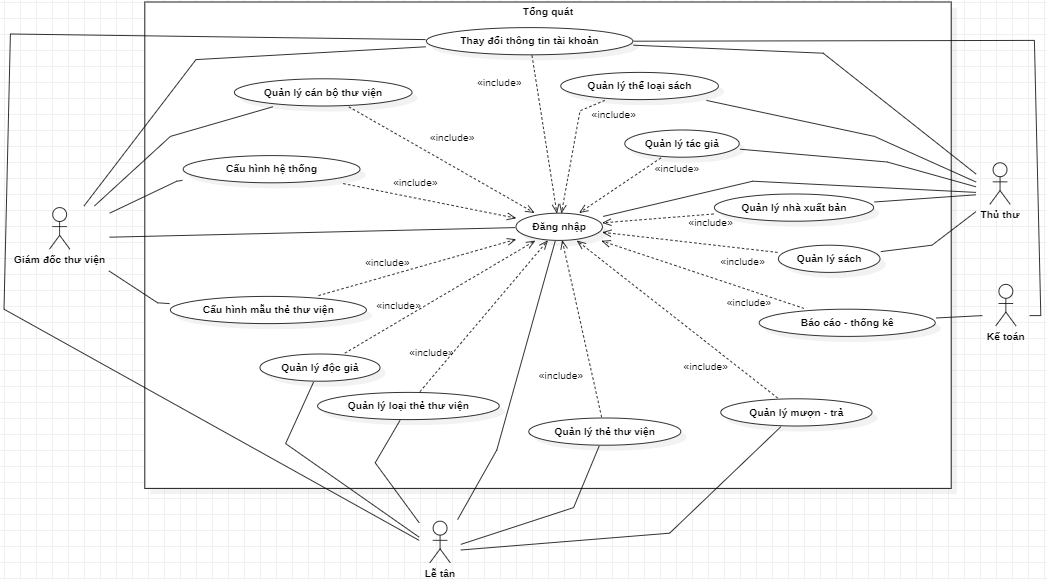 Tổng quát
Thay đổi thông tin tài khoản
«include»
Quản lý cán bộ thư viện
Quản lý thể loại sách
«include»
«include»
Quản lý tác giả
Cấu hình hệ thống
«include»
«include»
Quản lý nhà xuất bản
«include»
Thủ thư
Đăng nhập
Giám đốc thư viện
Quản lý sách
«include»
«include»
«include»
«include»
Cấu hình mẫu thẻ thư viện
Báo cáo - thống kê
Kế toán
«include»
Quản lý độc giả
«include»
«include»
Quản lý loại thẻ thư viện
Quản lý mượn - trả
Quản lý thẻ thư viện
Lễ tân